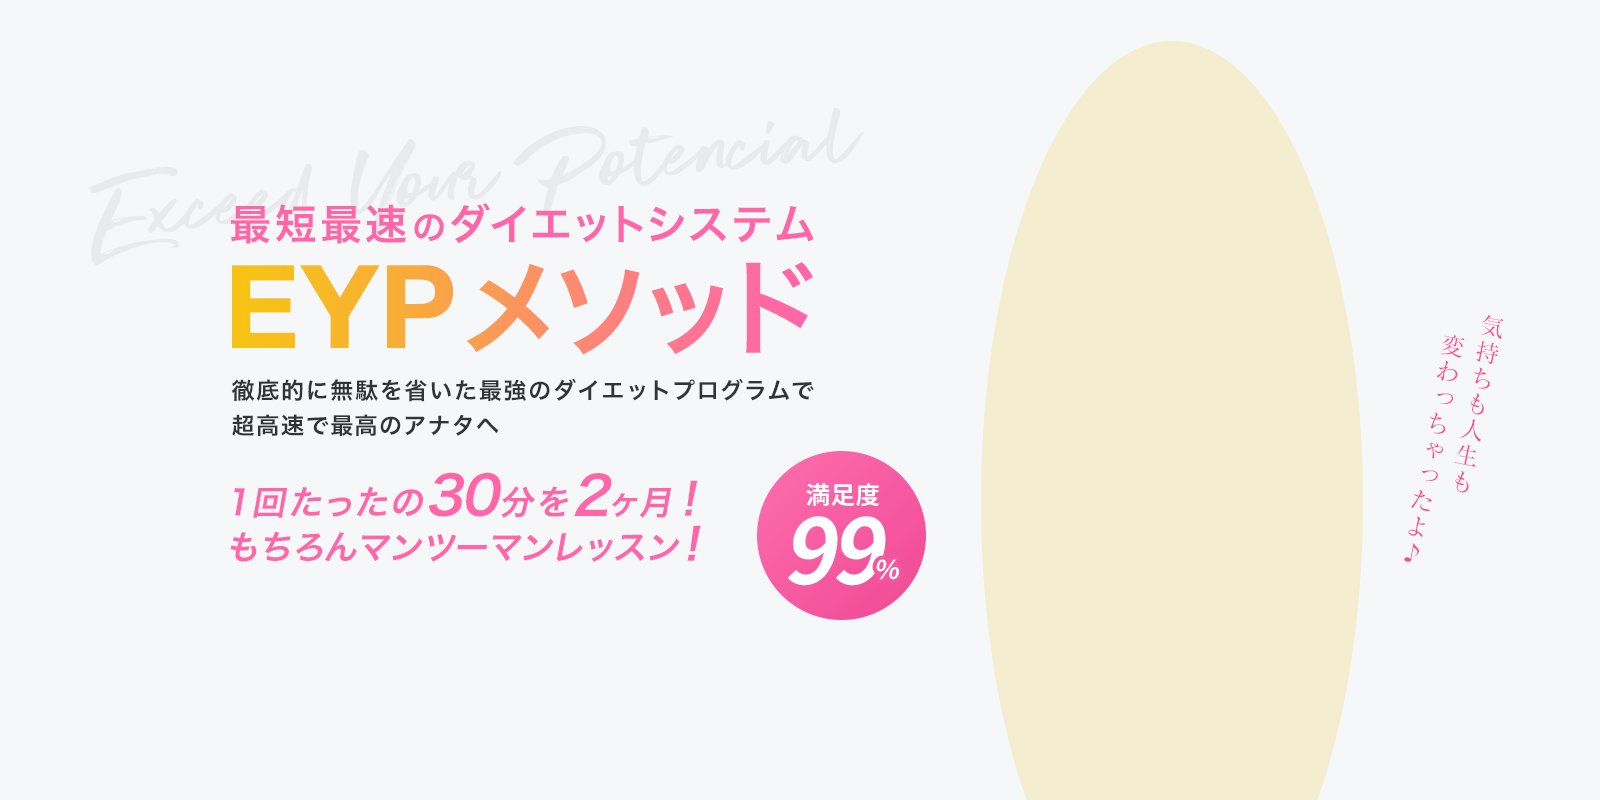 Exceed Your Potencial
最短最速のダイエットシステム
EYPメソッド
徹底的に無駄を省いた最強のダイエットプログラムで
超高速で最高のアナタへ
1回たったの30分を2ヶ月！
もちろんマンツーマンレッスン！
満足度
99%
気持ちも人生も
変わっちゃったよ♪